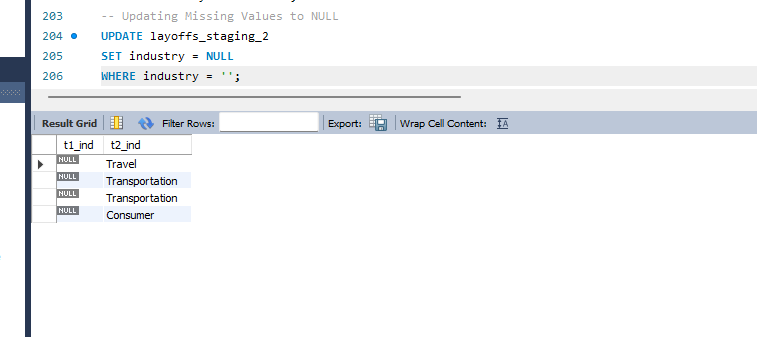 203 -- Updating Missing Values to NULL
204 UPDATE layoffs_staging_2
205 SET industry = NULL
206 WHERE industry = '';
Result Grid Filter Rows: Export: Wrap Cell Content: IA
t1_ind t2_ind
NULL Travel
NULL Transportation
NULL Transportation
NULL Consumer